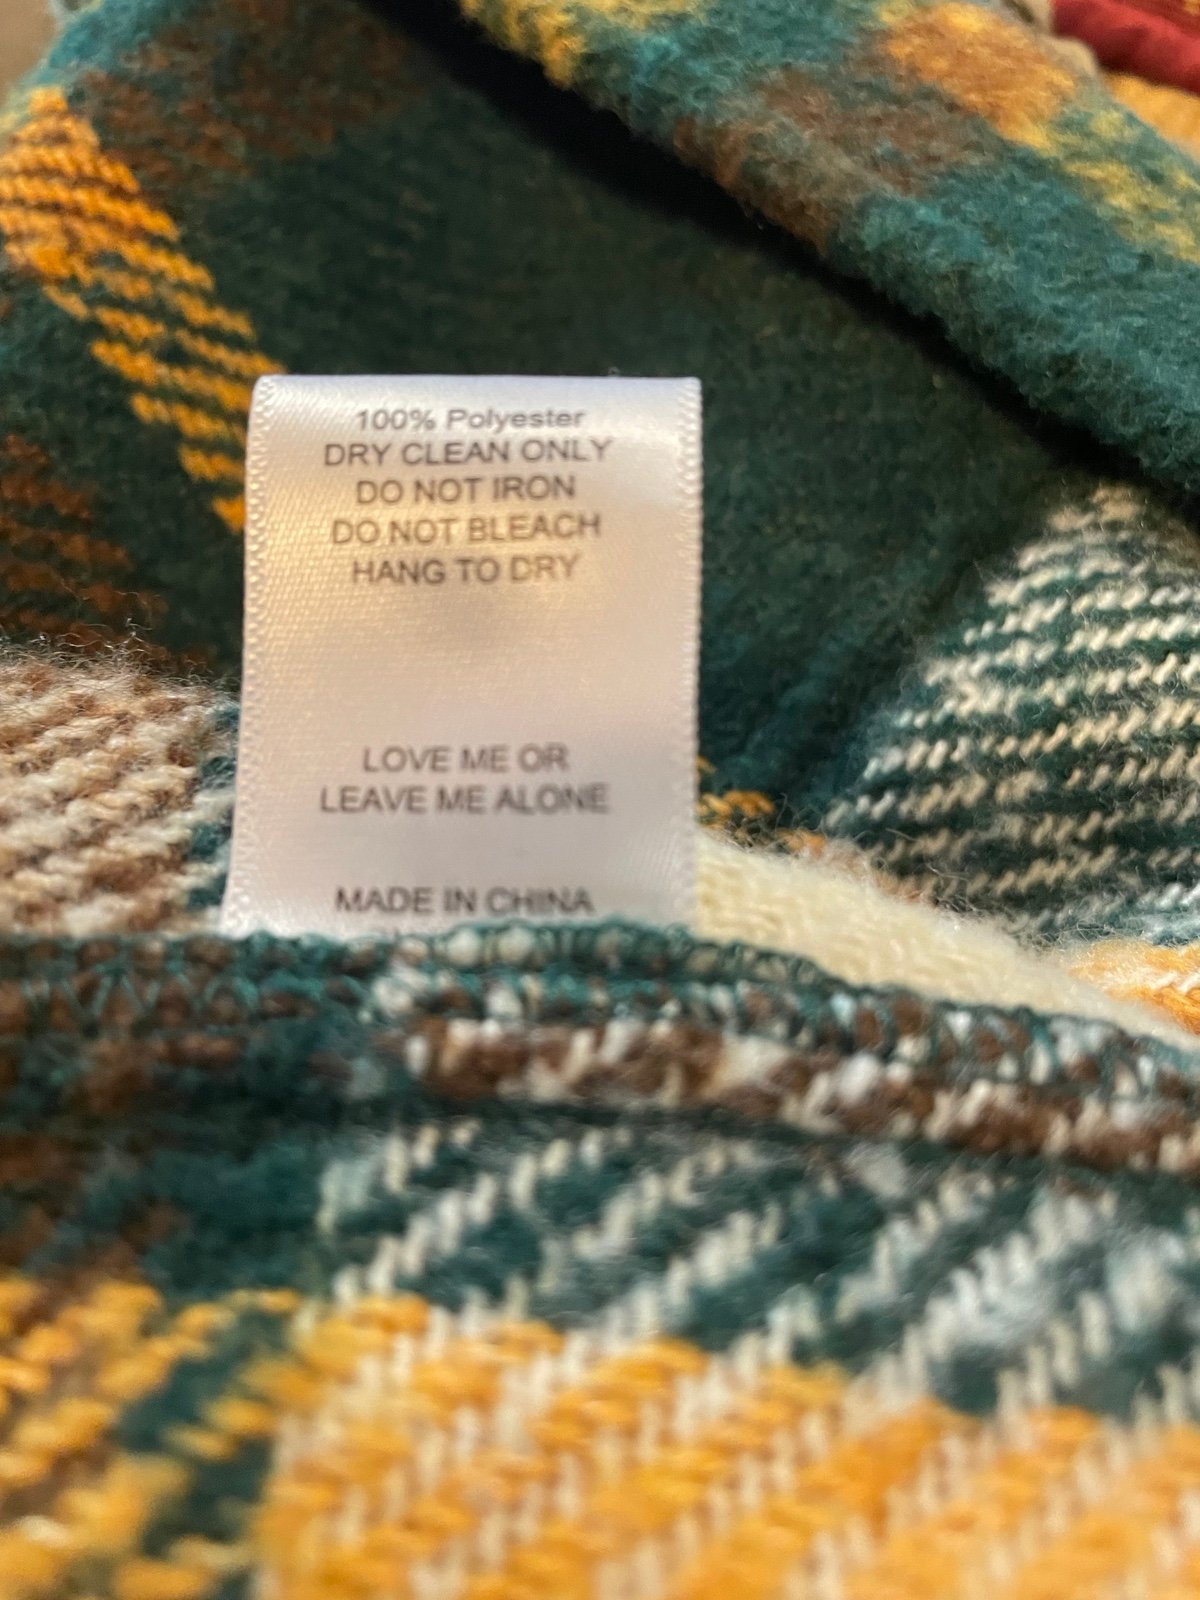 100% Polyester
DRY CLEAN ONLY
DO NOT IRON
DO NOT BLEACH
HANG TO DRY
LOVE ME OR
LEAVE ME ALONE
MADE IN CHINA